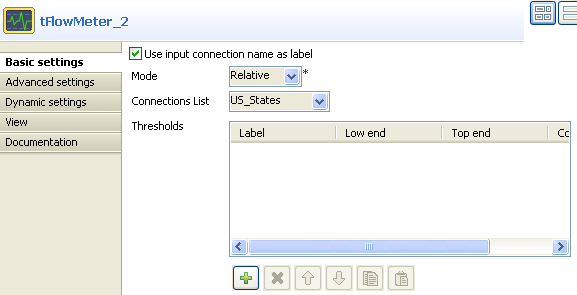 tFlowMeter_2
Basic settings
Advanced settings
Dynamic settings
View
Documentation
Use input connection name as label
Mode Relative *
Connections List US_States
Thresholds
Label Low end Top end Co